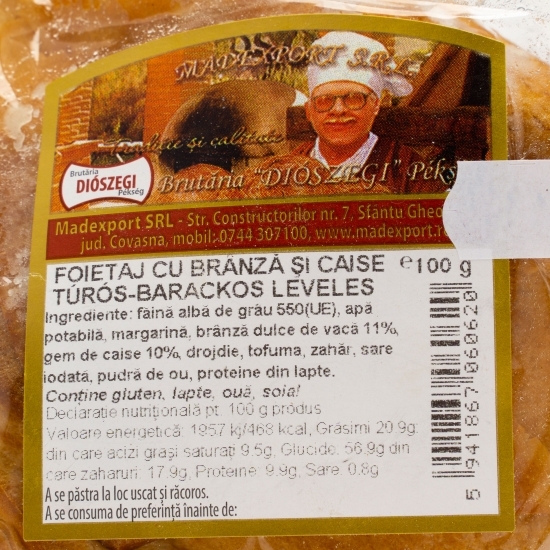 MADEXPORT S.R.L.
Tradiție și calitate
Brutăria
DIÓSZEGI
Pékség
Brutăria "DIÓSZEGI" Péks
Madexport SRL - Str. Constructorilor nr. 7, Sfântu Gheo
jud. Covasna, mobil: 0744 307100, www.madexport.r
FOIETAJ CU BRÂNZĂ ȘI CAISE e100 g
TÚRÓS-BARACKOS LEVELES
Ingrediente: făină albă de grâu 550(UE), apă
potabilă, margarină, brânză dulce de vacă 11%,
gem de caise 10%, drojdie, tofuma, zahăr, sare
iodată, pudră de ou, proteine din lapte.
Conține gluten, lapte, ouă, soia!
Declarație nutrițională pt. 100 g produs
Valoare energetică: 1957 kj/468 kcal, Grăsimi 20.9g,
din care acizi grași saturați 9.5g, Glucide: 56.9g din
care zaharuri: 17.9g, Proteine: 9.9g, Sare: 0.8g
A se păstra la loc uscat și răcoros.
A se consuma de preferință înainte de:
5 941867 060620